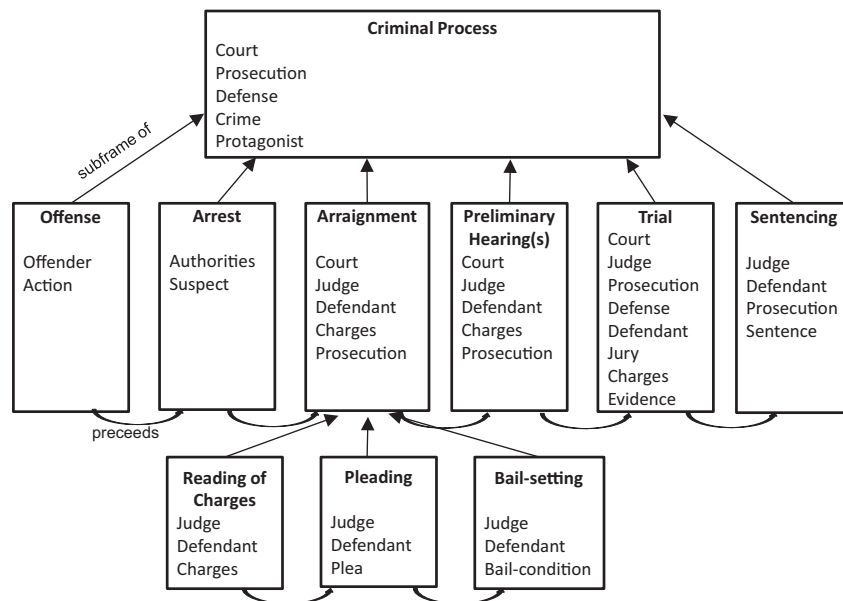 Criminal Process
Court
Prosecution
Defense
Crime
Protagonist
subframe of
Offense
Offender
Action
Arrest
Authorities
Suspect
Arraignment
Court
Judge
Defendant
Charges
Prosecution
Preliminary
Hearing(s)
Court
Judge
Defendant
Charges
Prosecution
Trial
Court
Judge
Prosecution
Defense
Defendant
Jury
Charges
Evidence
Sentencing
Judge
Defendant
Prosecution
Sentence
preceeds
Reading of
Charges
Judge
Defendant
Charges
Pleading
Judge
Defendant
Plea
Bail-setting
Judge
Defendant
Bail-condition